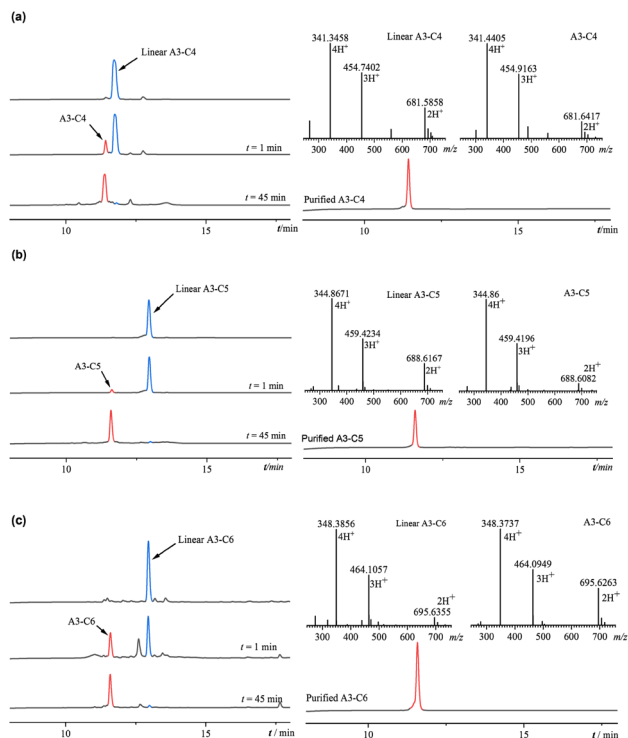 (a)
Linear A3-C4
A3-C4
t = 1 min
t = 45 min
10
15
t/min
341.3458
4H+
454.7402
3H+
681.5858
2H+
Linear A3-C4
300 400 500 600 700 m/z
341.4405
4H+
454.9163
3H+
681.6417
2H+
A3-C4
300 400 500 600 700 m/z
Purified A3-C4
10
15
t/min
(b)
Linear A3-C5
A3-C5
t = 1 min
t = 45 min
10
15
t/min
344.8671
4H+
459.4234
3H+
688.6167
2H+
Linear A3-C5
300 400 500 600 700 m/z
344.86
4H+
459.4196
3H+
2H+
688.6082
A3-C5
300 400 500 600 700 m/z
Purified A3-C5
10
15
t/min
(c)
Linear A3-C6
A3-C6
t = 1 min
t = 45 min
10
15
t / min
348.3856
4H+
464.1057
3H+
2H+
695.6355
Linear A3-C6
300 400 500 600 700 m/z
348.3737
4H+
464.0949
3H+
695.6263
2H+
A3-C6
300 400 500 600 700 m/z
Purified A3-C6
10
15
t / min